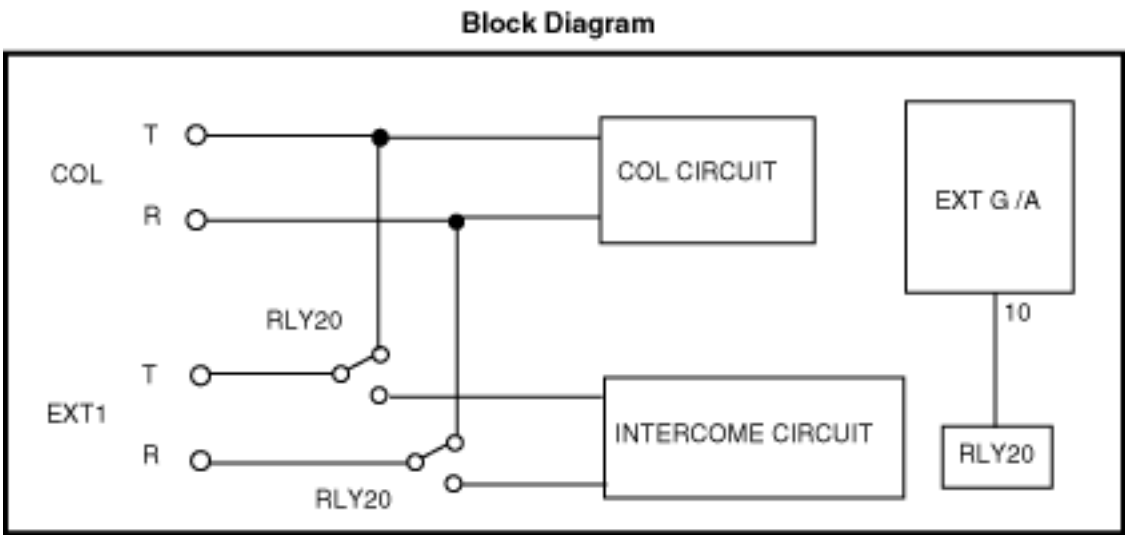 Block Diagram
T
COL
R
COL CIRCUIT
EXT G /A
10
RLY20
T
EXT1
R
RLY20
INTERCOME CIRCUIT
RLY20